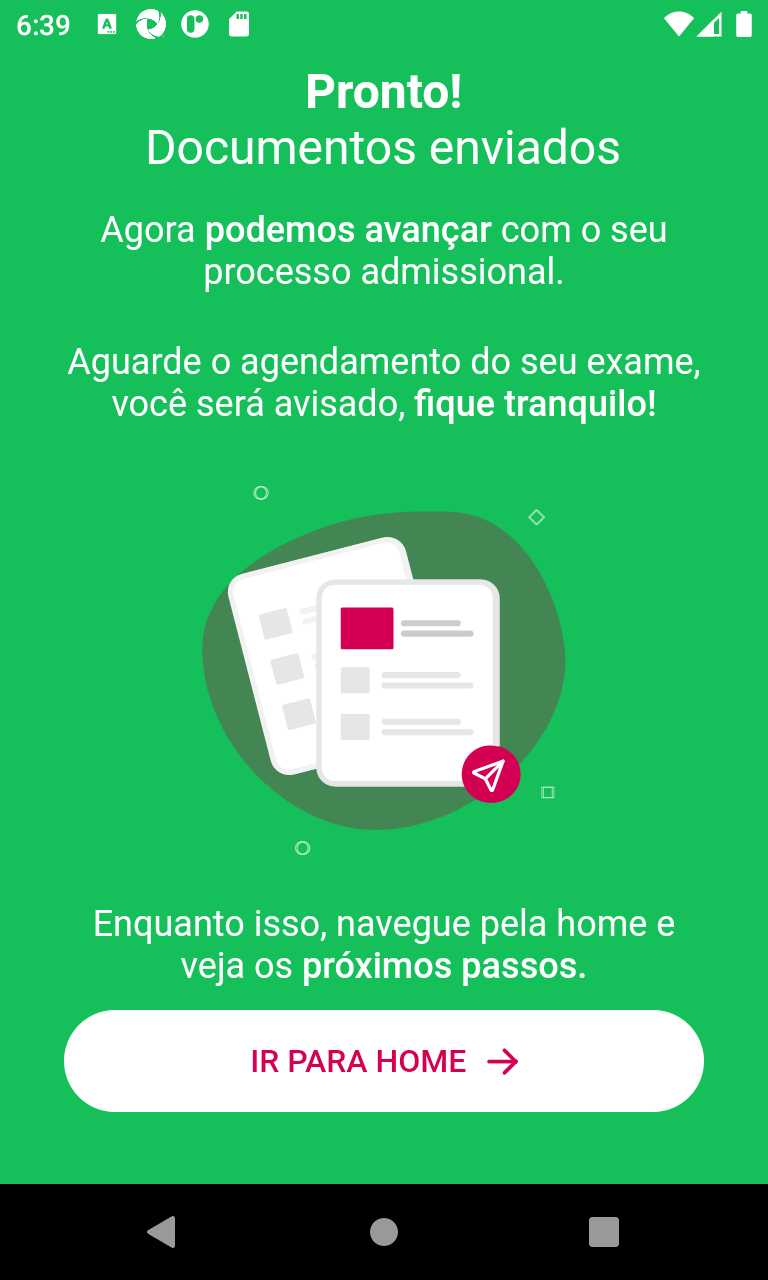 6:39
Pronto!
Documentos enviados
Agora podemos avançar com o seu
processo admissional.
Aguarde o agendamento do seu exame,
você será avisado, fique tranquilo!
Enquanto isso, navegue pela home e
veja os próximos passos.
IR PARA HOME